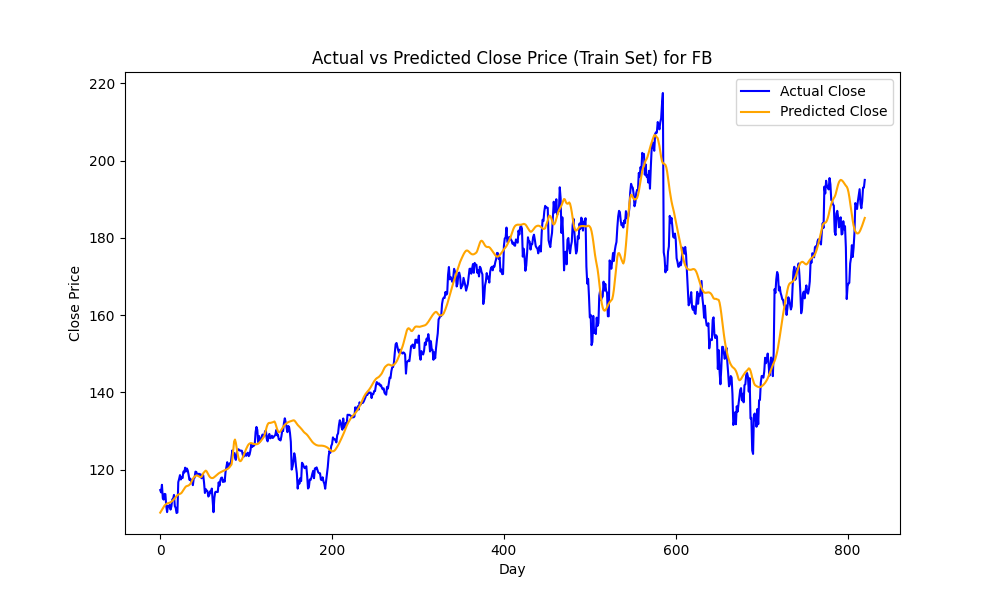 Actual vs Predicted Close Price (Train Set) for FB
Actual Close
Predicted Close
220
200
180
160
140
120
Close Price
0 200 400 600 800
Day